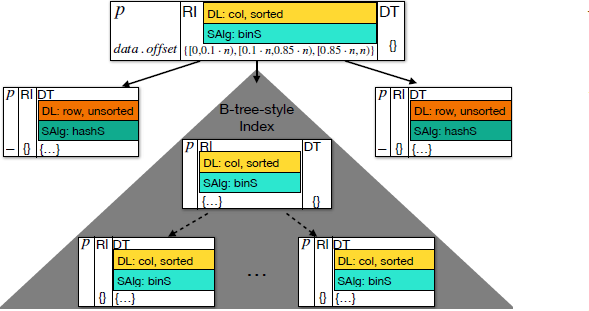 p RI DL: col, sorted DT
SAlg: binS
data.offset {[0,0.1·n),[0.1·n,0.85·n),[0.85·n,n)} {}
p RI DT
DL: row, unsorted
SAlg: hashS
– {} {...}
B-tree-style
Index
p RI DT
DL: row, unsorted
SAlg: hashS
– {} {...}
p RI DT
DL: col, sorted
SAlg: binS
{...} {}
p RI DT
DL: col, sorted
SAlg: binS
{} {...}
...
p RI DT
DL: col, sorted
SAlg: binS
{} {...}